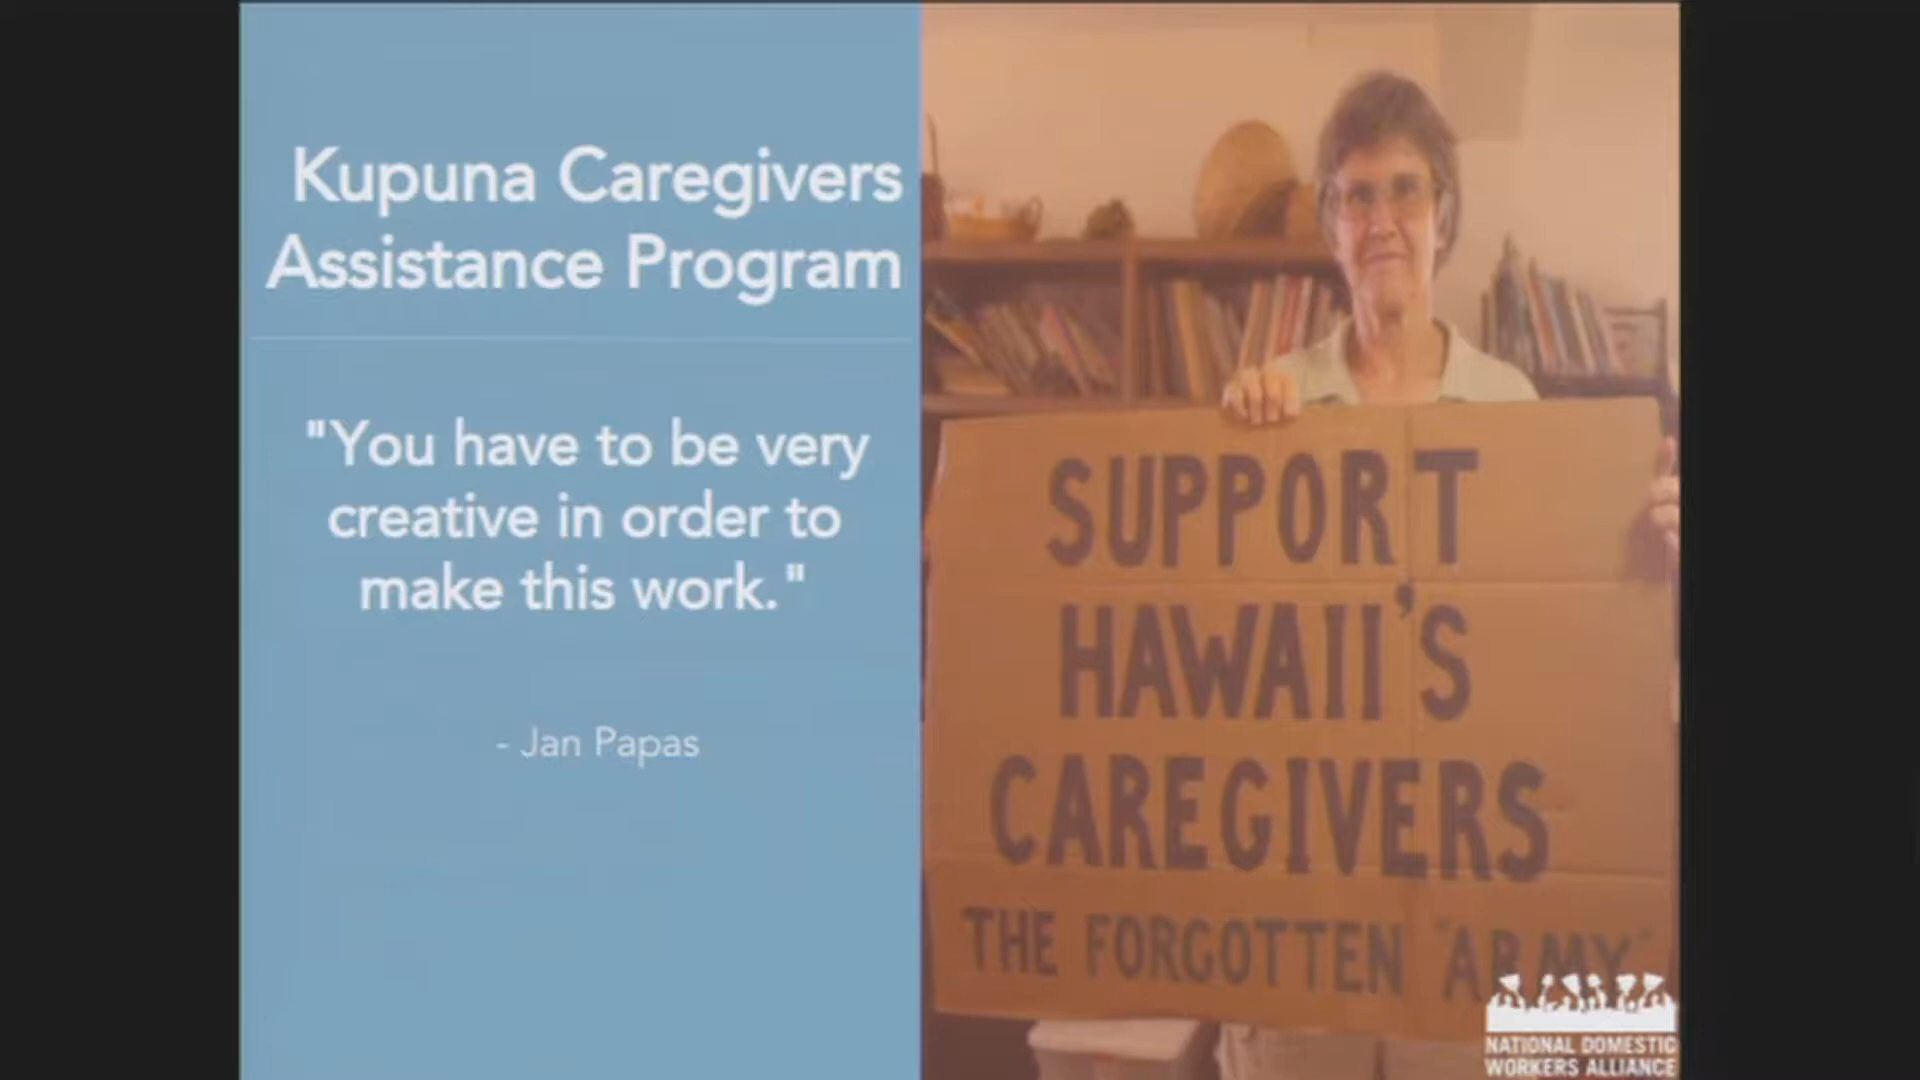 Kupuna Caregivers
Assistance Program
"You have to be very
creative in order to
make this work."
- Jan Papas
SUPPORT
HAWAII'S
CAREGIVERS
THE FORGOTTEN "ARMY"
NATIONAL DOMESTIC
WORKERS ALLIANCE